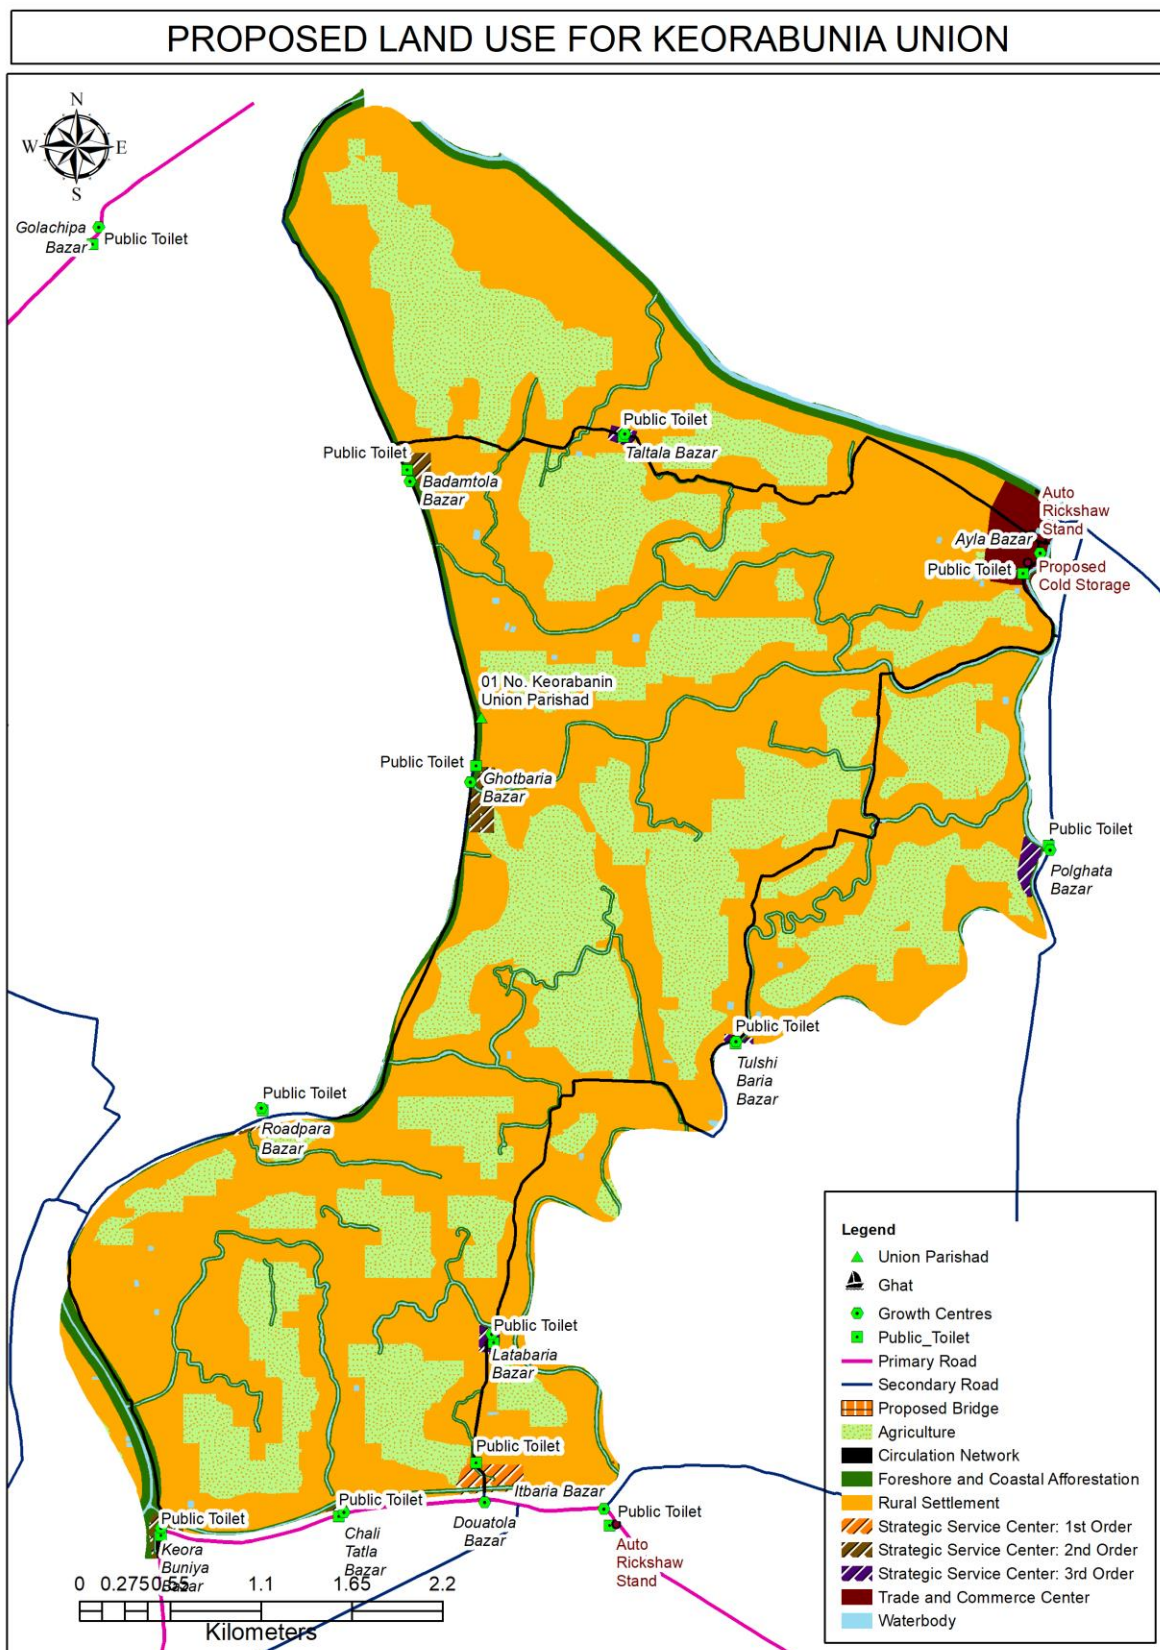 PROPOSED LAND USE FOR KEORABUNIA UNION
N
W
E
S
Golachipa
Bazar
Public Toilet
Public Toilet
Taltala Bazar
Public Toilet
Badamtola
Bazar
Auto
Rickshaw
Stand
Ayla Bazar
Public Toilet
Proposed
Cold Storage
01 No. Keorabanin
Union Parishad
Public Toilet
Ghotbaria
Bazar
Public Toilet
Polghata
Bazar
Public Toilet
Tulshi
Baria
Bazar
Public Toilet
Roadpara
Bazar
Public Toilet
Latabaria
Bazar
Public Toilet
Itbaria Bazar
Public Toilet
Douatola
Bazar
Public Toilet
Chali
Tatla
Bazar
Public Toilet
Keora
Buniya
Bazar
Auto
Rickshaw
Stand
0 0.275 0.55 1.1 1.65 2.2
Kilometers
Legend
Union Parishad
Ghat
Growth Centres
Public_Toilet
Primary Road
Secondary Road
Proposed Bridge
Agriculture
Circulation Network
Foreshore and Coastal Afforestation
Rural Settlement
Strategic Service Center: 1st Order
Strategic Service Center: 2nd Order
Strategic Service Center: 3rd Order
Trade and Commerce Center
Waterbody